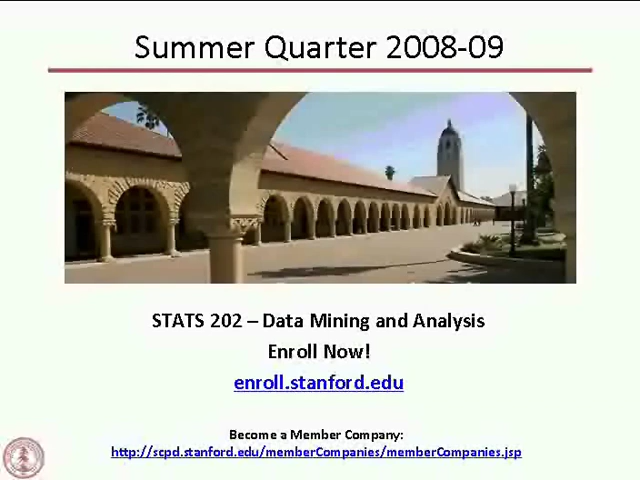 Summer Quarter 2008-09
STATS 202 – Data Mining and Analysis
Enroll Now!
enroll.stanford.edu
Become a Member Company:
http://scpd.stanford.edu/memberCompanies/memberCompanies.jsp